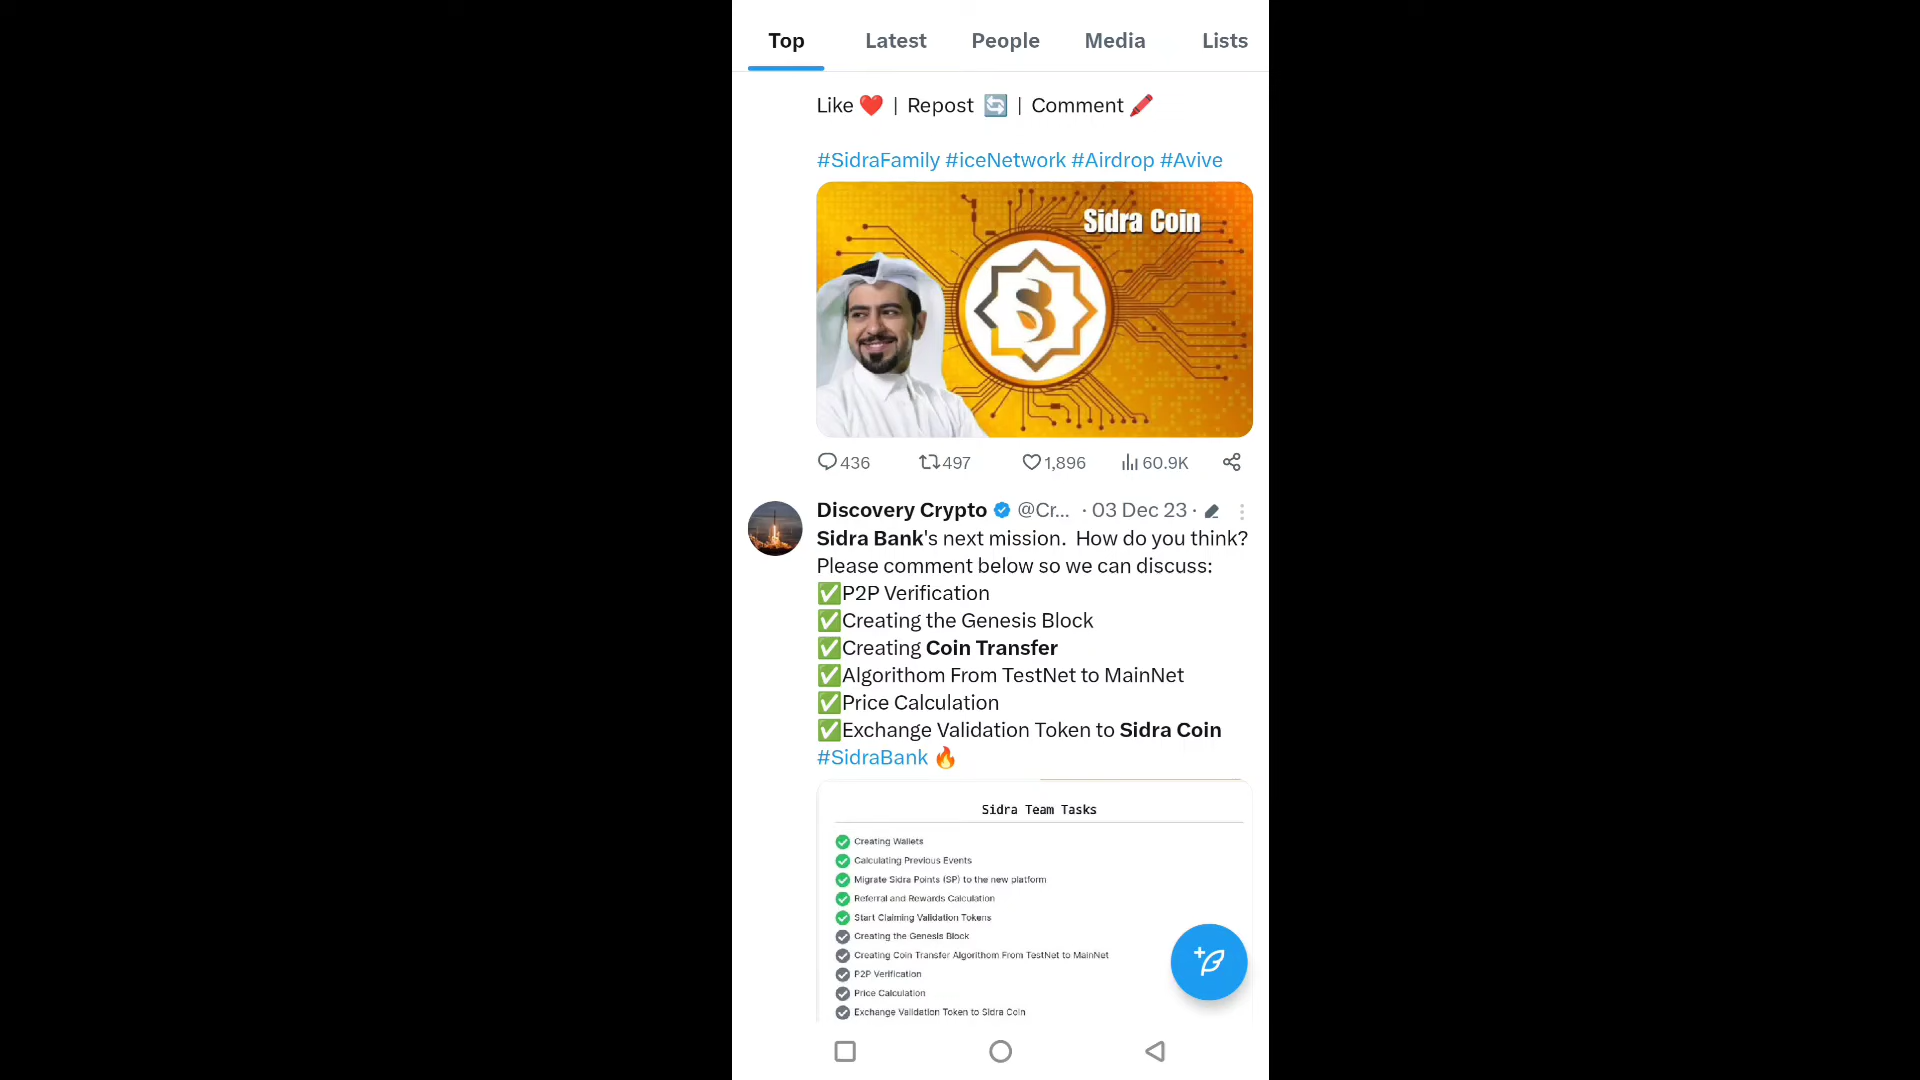 Top Latest People Media Lists
Like ❤️ | Repost 🔄 | Comment 🖍️
#SidraFamily #iceNetwork #Airdrop #Avive
Sidra Coin
436 497 1,896 60.9K
Discovery Crypto @Cr... · 03 Dec 23 ·
Sidra Bank's next mission. How do you think?
Please comment below so we can discuss:
✅P2P Verification
✅Creating the Genesis Block
✅Creating Coin Transfer
✅Algorithom From TestNet to MainNet
✅Price Calculation
✅Exchange Validation Token to Sidra Coin
#SidraBank 🔥
Sidra Team Tasks
Creating Wallets
Calculating Previous Events
Migrate Sidra Points (SP) to the new platform
Referral and Rewards Calculation
Start Claiming Validation Tokens
Creating the Genesis Block
Creating Coin Transfer Algorithom From TestNet to MainNet
P2P Verification
Price Calculation
Exchange Validation Token to Sidra Coin